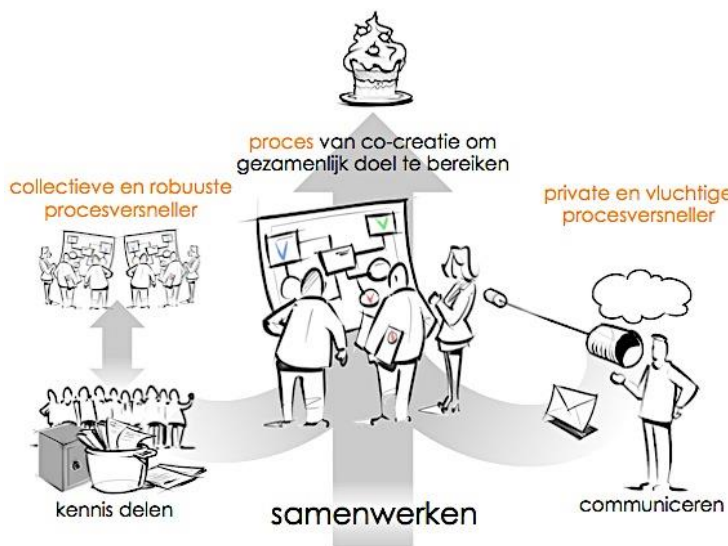 proces van co-creatie om
gezamenlijk doel te bereiken
collectieve en robuuste
procesversneller
private en vluchtige
procesversneller
kennis delen
samenwerken
communiceren